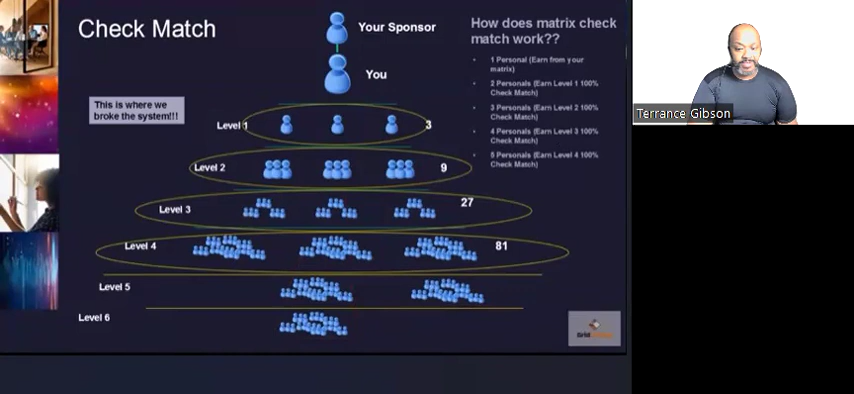 Check Match
Your Sponsor
You
This is where we
broke the system!!!
Level 1
3
Level 2
9
Level 3
27
Level 4
81
Level 5
Level 6
How does matrix check
match work??
1 Personal (Earn from your
matrix)
2 Personals (Earn Level 1 100%
Check Match)
3 Personals (Earn Level 2 100%
Check Match)
4 Personals (Earn Level 3 100%
Check Match)
5 Personals (Earn Level 4 100%
Check Match)
Terrance Gibson